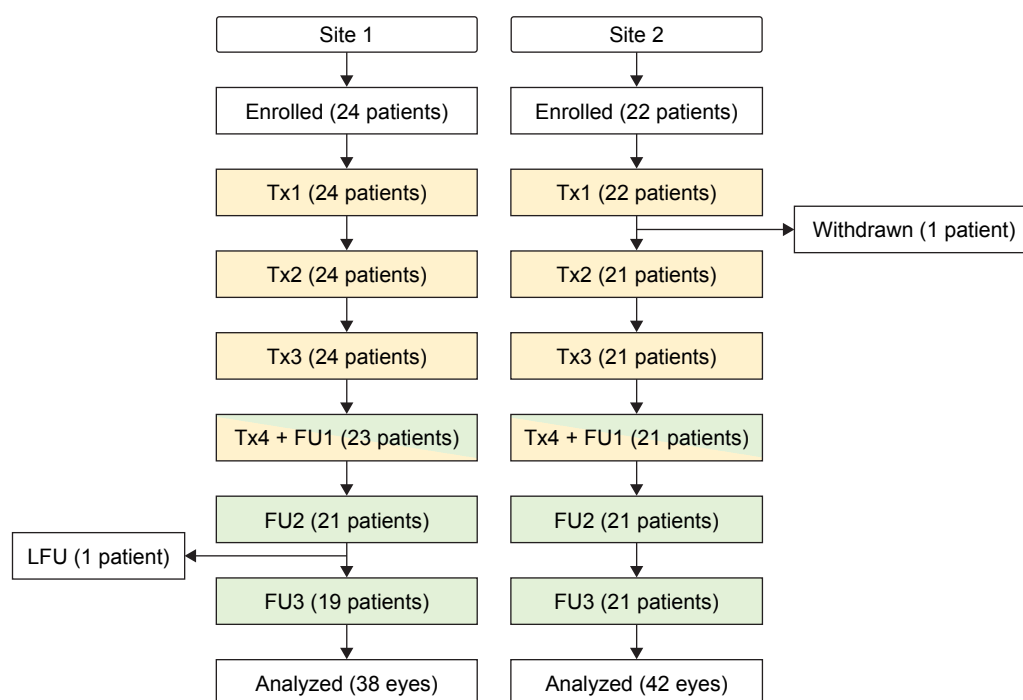 Site 1
Enrolled (24 patients)
Tx1 (24 patients)
Tx2 (24 patients)
Tx3 (24 patients)
Tx4 + FU1 (23 patients)
FU2 (21 patients)
LFU (1 patient)
FU3 (19 patients)
Analyzed (38 eyes)
Site 2
Enrolled (22 patients)
Tx1 (22 patients)
Withdrawn (1 patient)
Tx2 (21 patients)
Tx3 (21 patients)
Tx4 + FU1 (21 patients)
FU2 (21 patients)
FU3 (21 patients)
Analyzed (42 eyes)